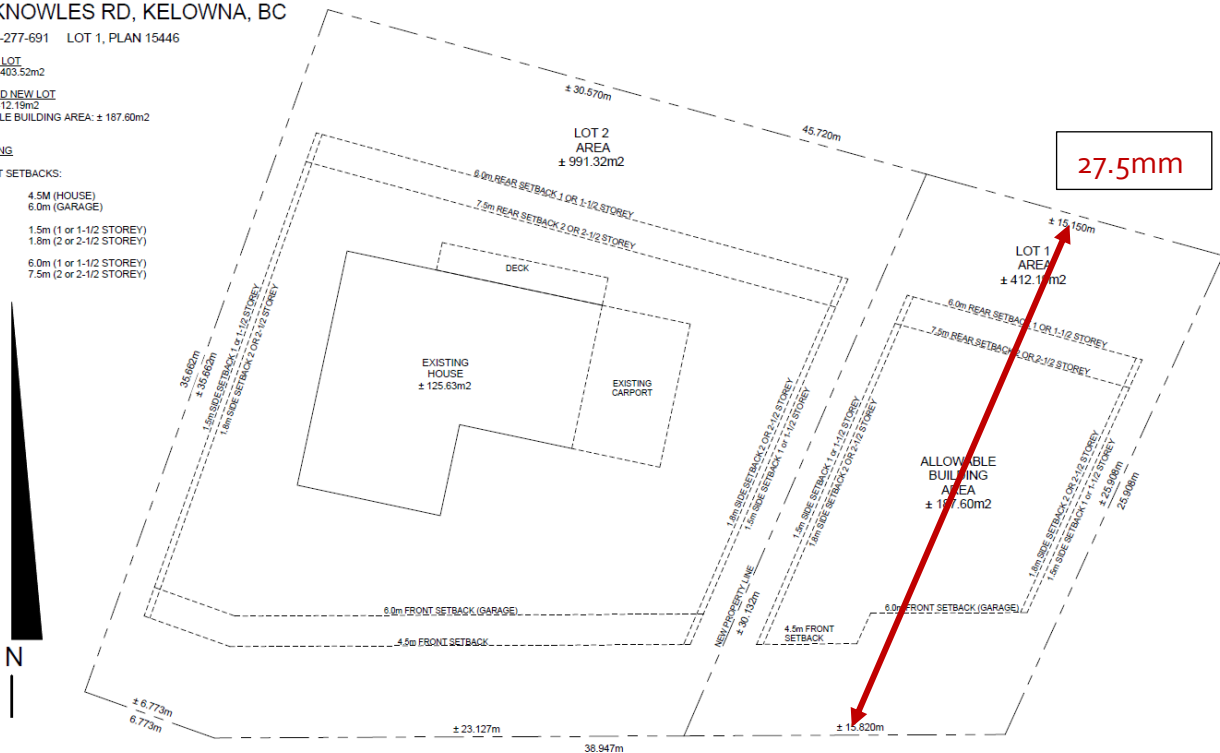 KNOWLES RD, KELOWNA, BC
-277-691 LOT 1, PLAN 15446
LOT
403.52m2
D NEW LOT
12.19m2
LE BUILDING AREA: ± 187.60m2
NG
T SETBACKS:
4.5M (HOUSE)
6.0m (GARAGE)
1.5m (1 or 1-1/2 STOREY)
1.8m (2 or 2-1/2 STOREY)
6.0m (1 or 1-1/2 STOREY)
7.5m (2 or 2-1/2 STOREY)
± 30.570m
45.720m
27.5mm
LOT 2
AREA
± 991.32m2
± 15.150m
LOT 1
AREA
± 412.19m2
6.0m REAR SETBACK 1 OR 1-1/2 STOREY
7.5m REAR SETBACK 2 OR 2-1/2 STOREY
DECK
6.0m REAR SETBACK 1 OR 1-1/2 STOREY
7.5m REAR SETBACK 2 OR 2-1/2 STOREY
35.662m
± 35.662m
1.5m SIDE SETBACK 1 or 1-1/2 STOREY
1.8m SIDE SETBACK 2 OR 2-1/2 STOREY
EXISTING
HOUSE
± 125.63m2
EXISTING
CARPORT
1.8m SIDE SETBACK 2 OR 2-1/2 STOREY
1.5m SIDE SETBACK 1 or 1-1/2 STOREY
1.5m SIDE SETBACK 1 or 1-1/2 STOREY
1.8m SIDE SETBACK 2 OR 2-1/2 STOREY
ALLOWABLE
BUILDING
AREA
± 187.60m2
1.8m SIDE SETBACK 2 OR 2-1/2 STOREY
1.5m SIDE SETBACK 1 or 1-1/2 STOREY
± 25.908m
25.908m
NEW PROPERTY LINE
± 30.132m
6.0m FRONT SETBACK (GARAGE)
4.5m FRONT SETBACK
6.0m FRONT SETBACK (GARAGE)
4.5m FRONT
SETBACK
N
± 6.773m
6.773m
± 23.127m
± 15.820m
38.947m